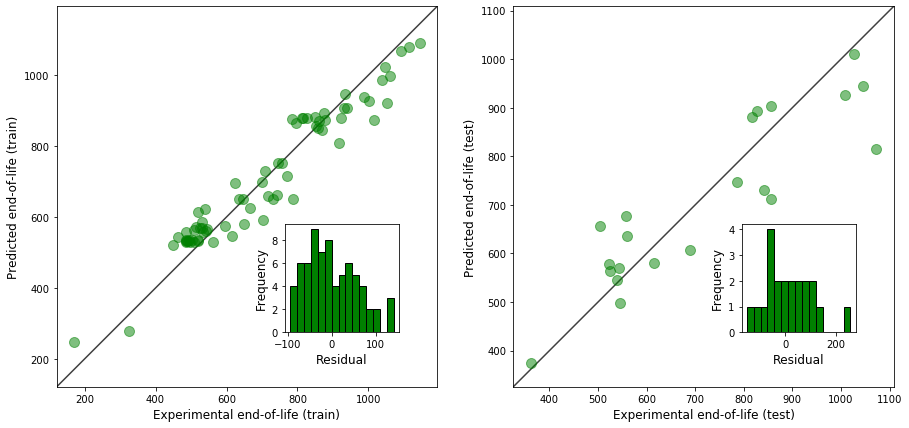 Predicted end-of-life (train)
1000
800
600
400
200
200 400 600 800 1000
Experimental end-of-life (train)
Frequency
8
6
4
2
0
−100 0 100
Residual
Predicted end-of-life (test)
1100
1000
900
800
700
600
500
400
400 500 600 700 800 900 1000 1100
Experimental end-of-life (test)
Frequency
4
3
2
1
0
0 200
Residual